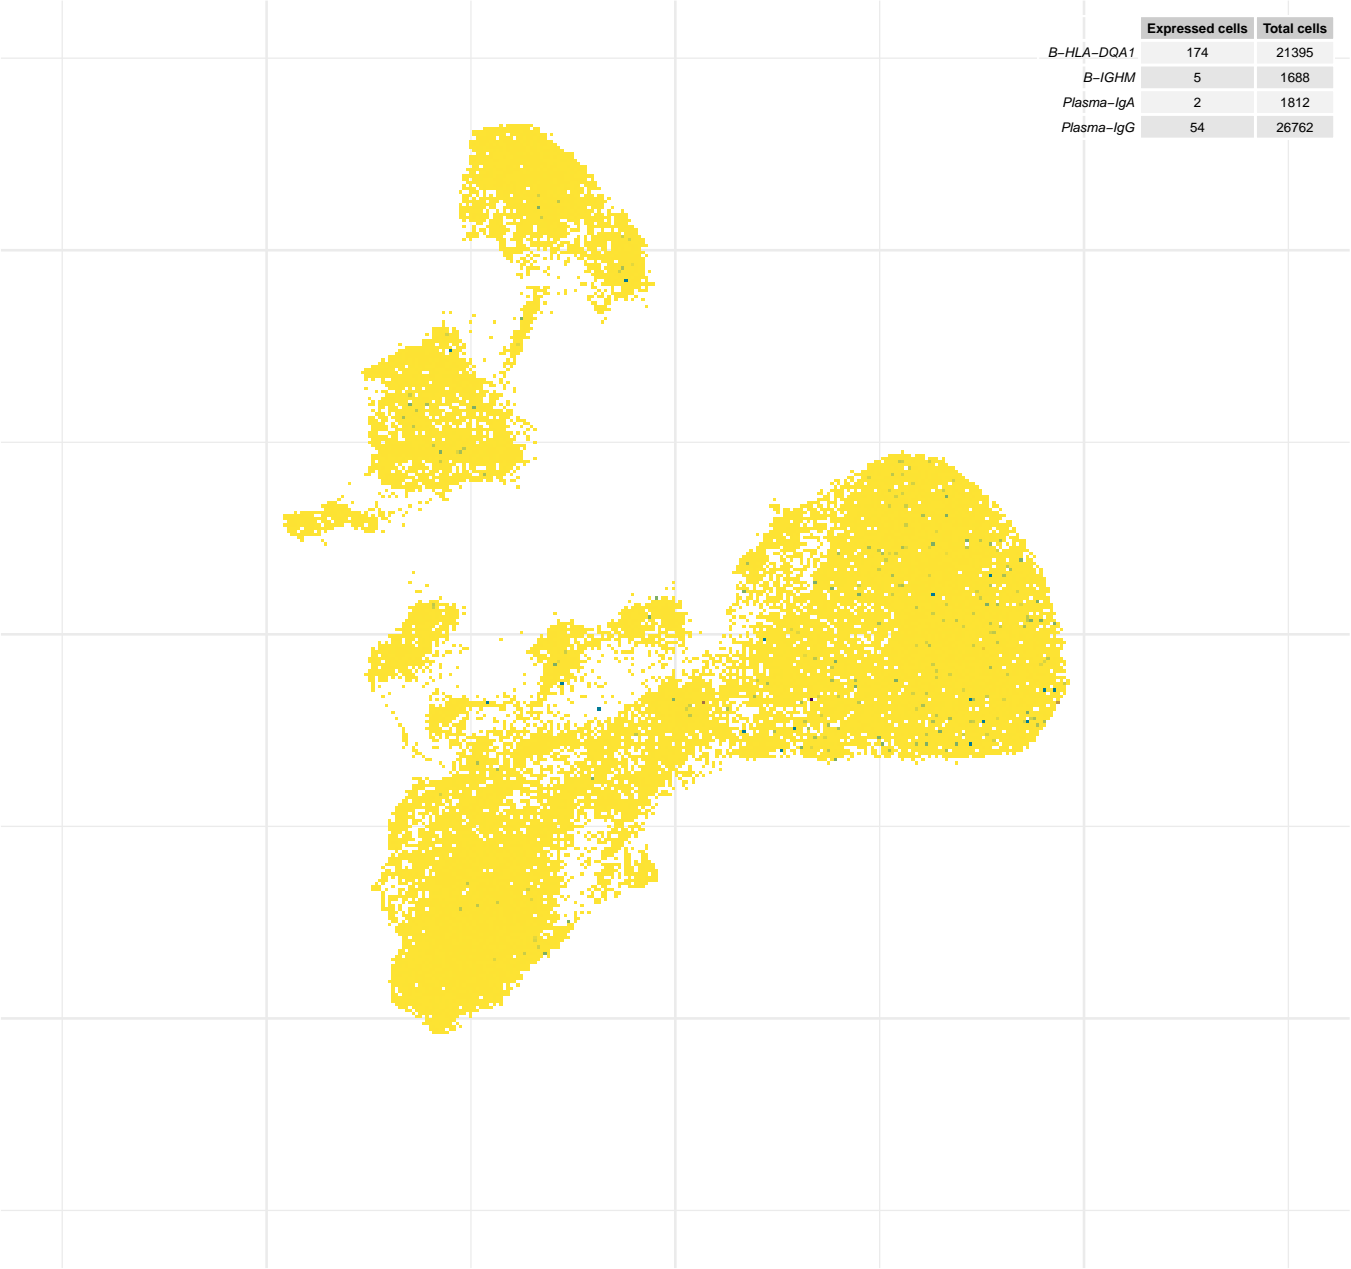 Expressed cells Total cells
B−HLA−DQA1 174 21395
B−IGHM 5 1688
Plasma−IgA 2 1812
Plasma−IgG 54 26762